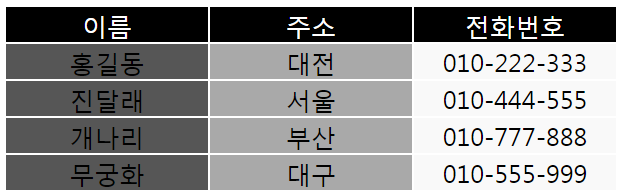 이름 주소 전화번호
홍길동 대전 010-222-333
진달래 서울 010-444-555
개나리 부산 010-777-888
무궁화 대구 010-555-999